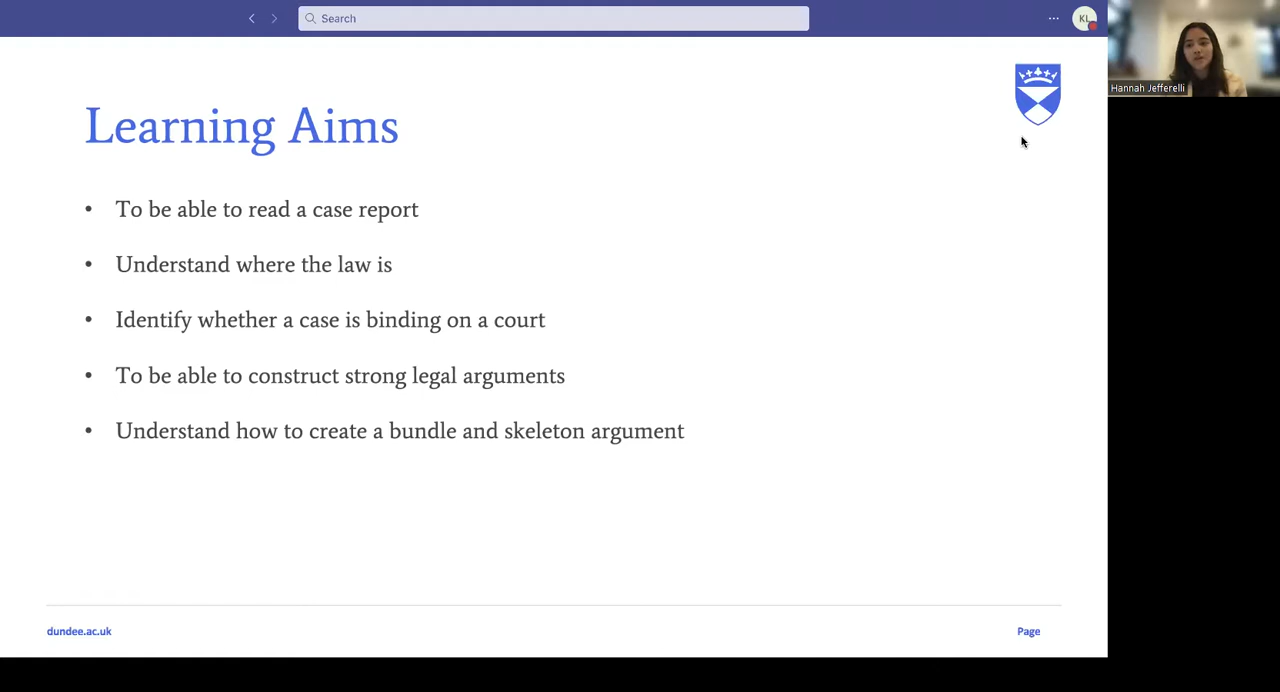 Search
KL
Hannah Jefferelli
Learning Aims
• To be able to read a case report
• Understand where the law is
• Identify whether a case is binding on a court
• To be able to construct strong legal arguments
• Understand how to create a bundle and skeleton argument
dundee.ac.uk
Page